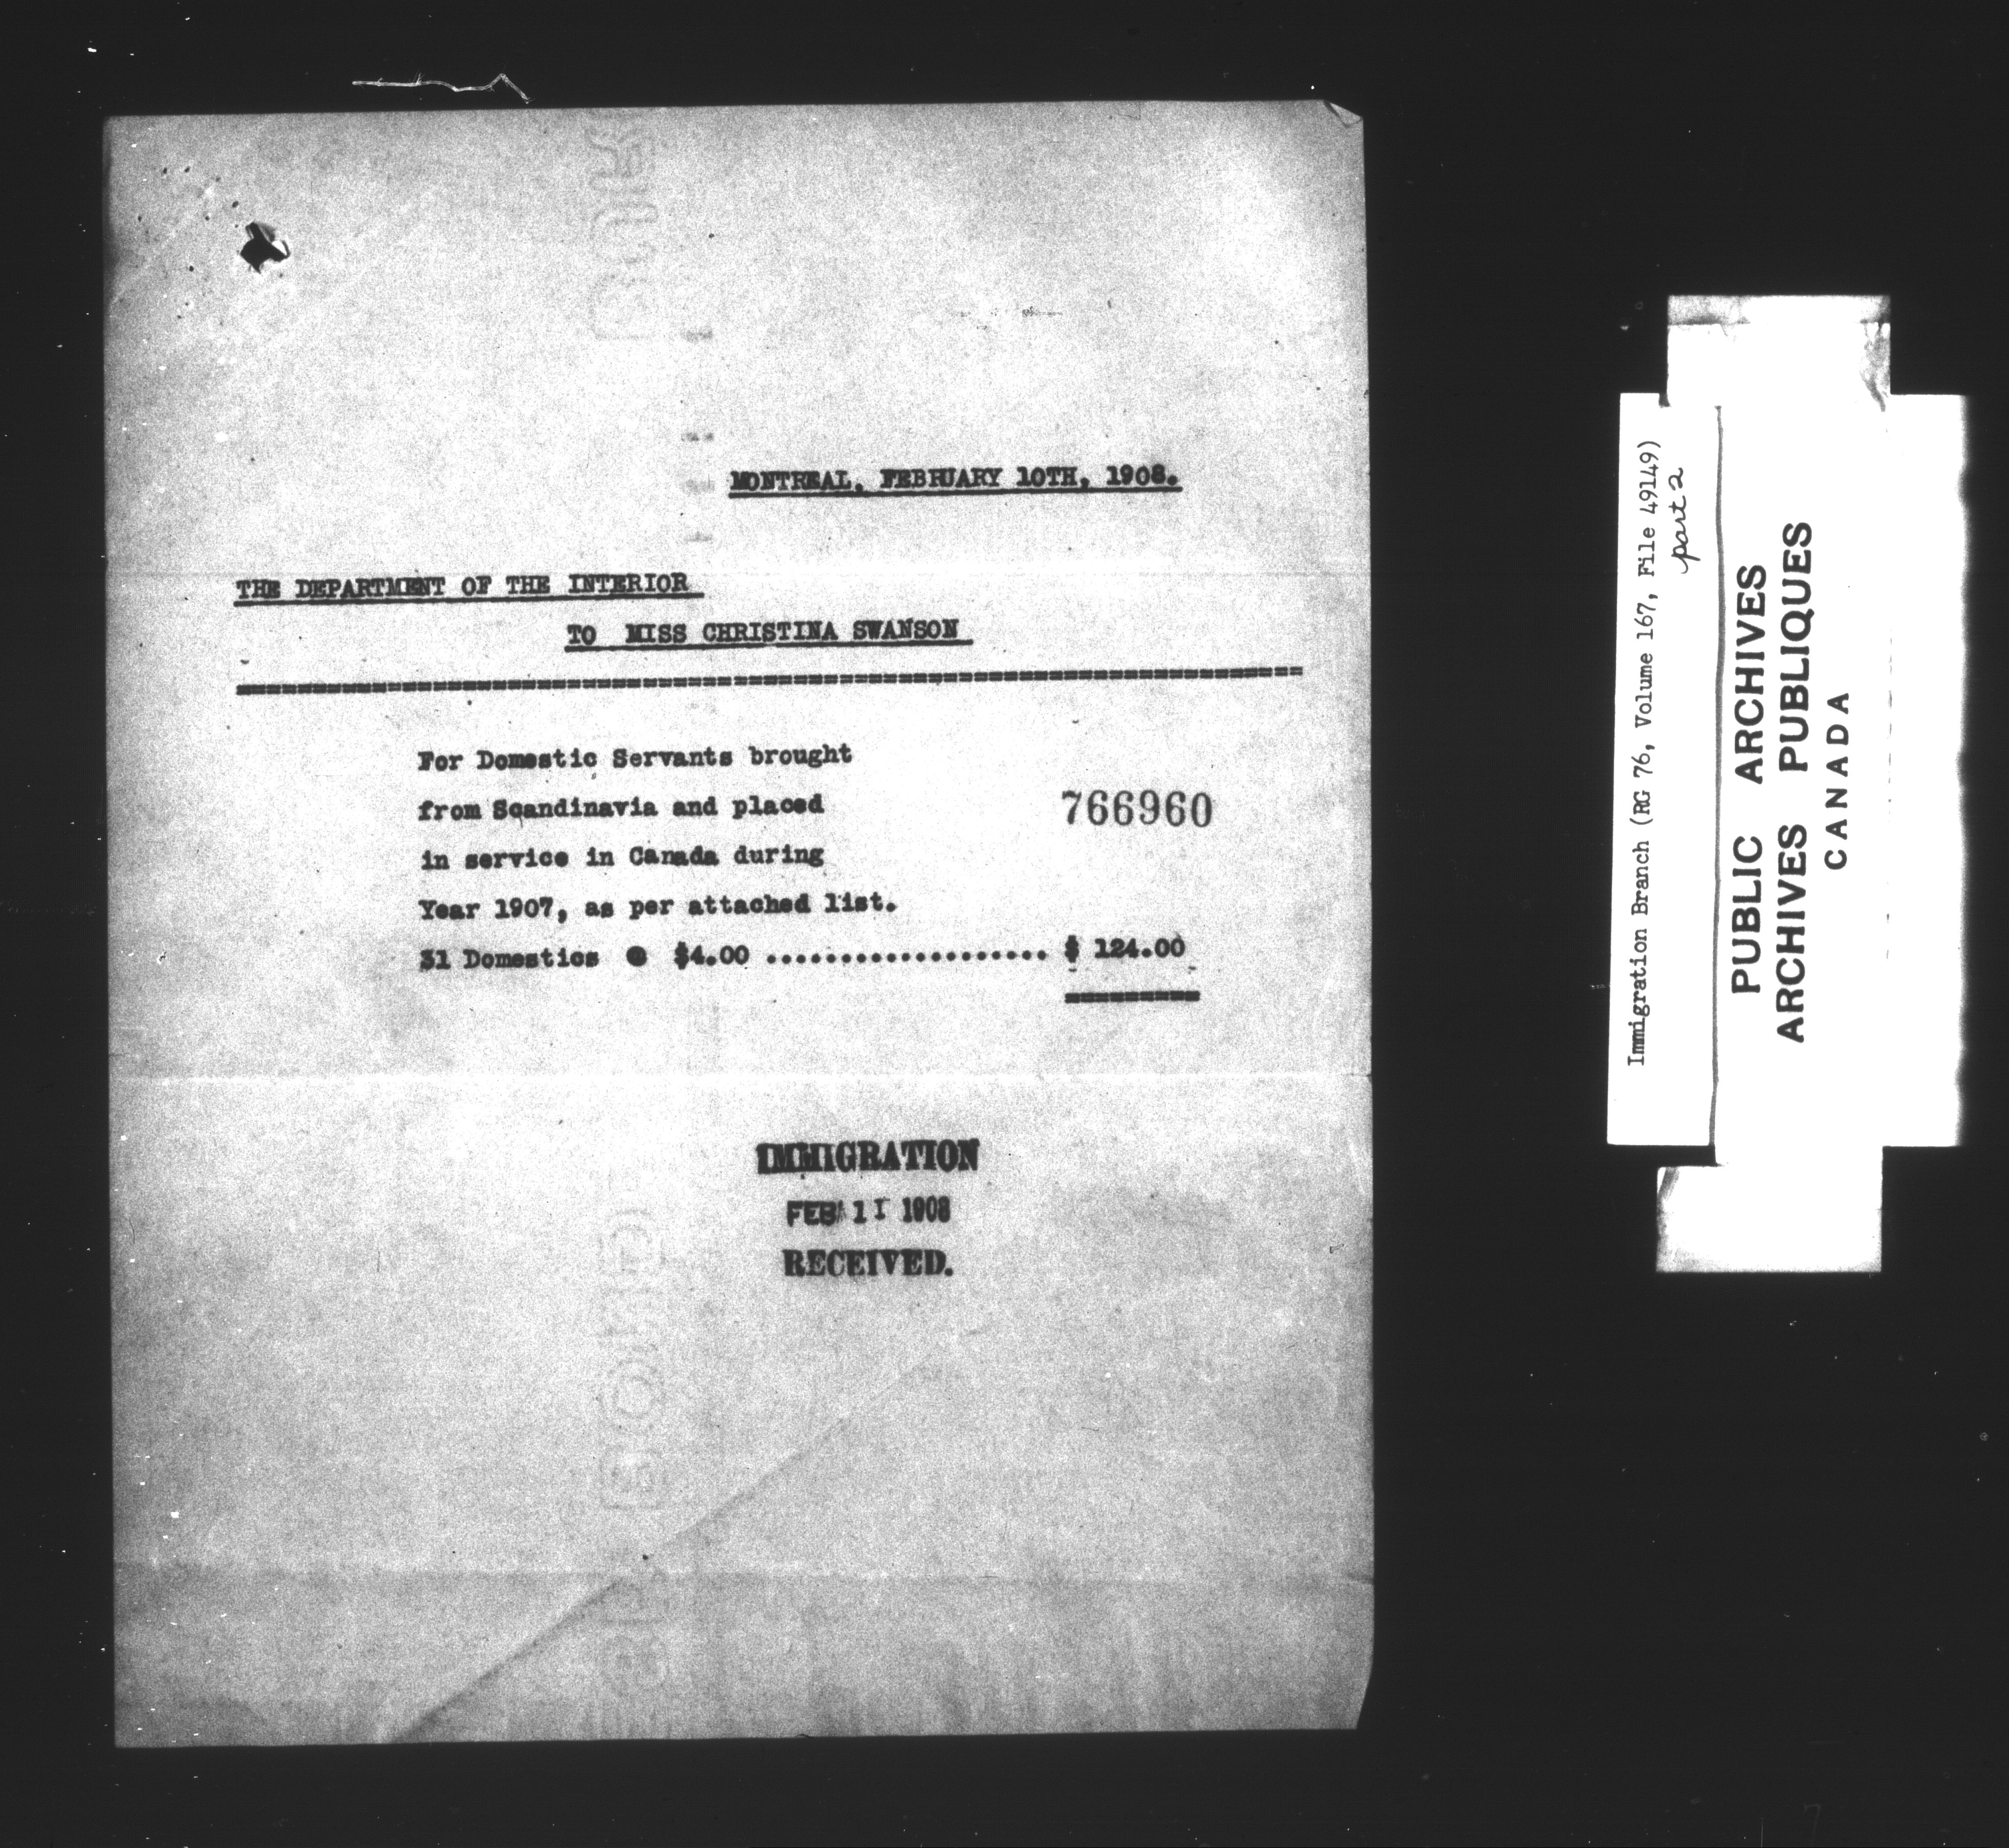 MONTREAL, FEBRUARY 10TH, 1908.
THE DEPARTMENT OF THE INTERIOR
TO MISS CHRISTINA SWANSON
For Domestic Servants brought
from Scandinavia and placed
766960
in service in Canada during
Year 1907, as per attached list.
31 Domestics @ $4.00 ................... $ 124.00
IMMIGRATION
FEB 11 1908
RECEIVED.
Immigration Branch (RG 76, Volume 167, File 49149)
part 2
PUBLIC ARCHIVES
ARCHIVES PUBLIQUES
CANADA